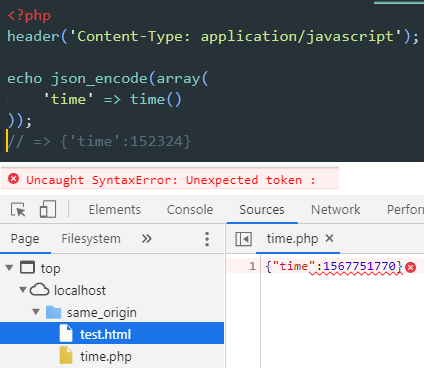 <?php
header('Content-Type: application/javascript');
echo json_encode(array(
'time' => time()
));
// => {'time':152324}
Uncaught SyntaxError: Unexpected token :
Elements Console Sources Network Perfor
Page Filesystem »
time.php ×
top
1 {"time":1567751770}
localhost
same_origin
test.html
time.php